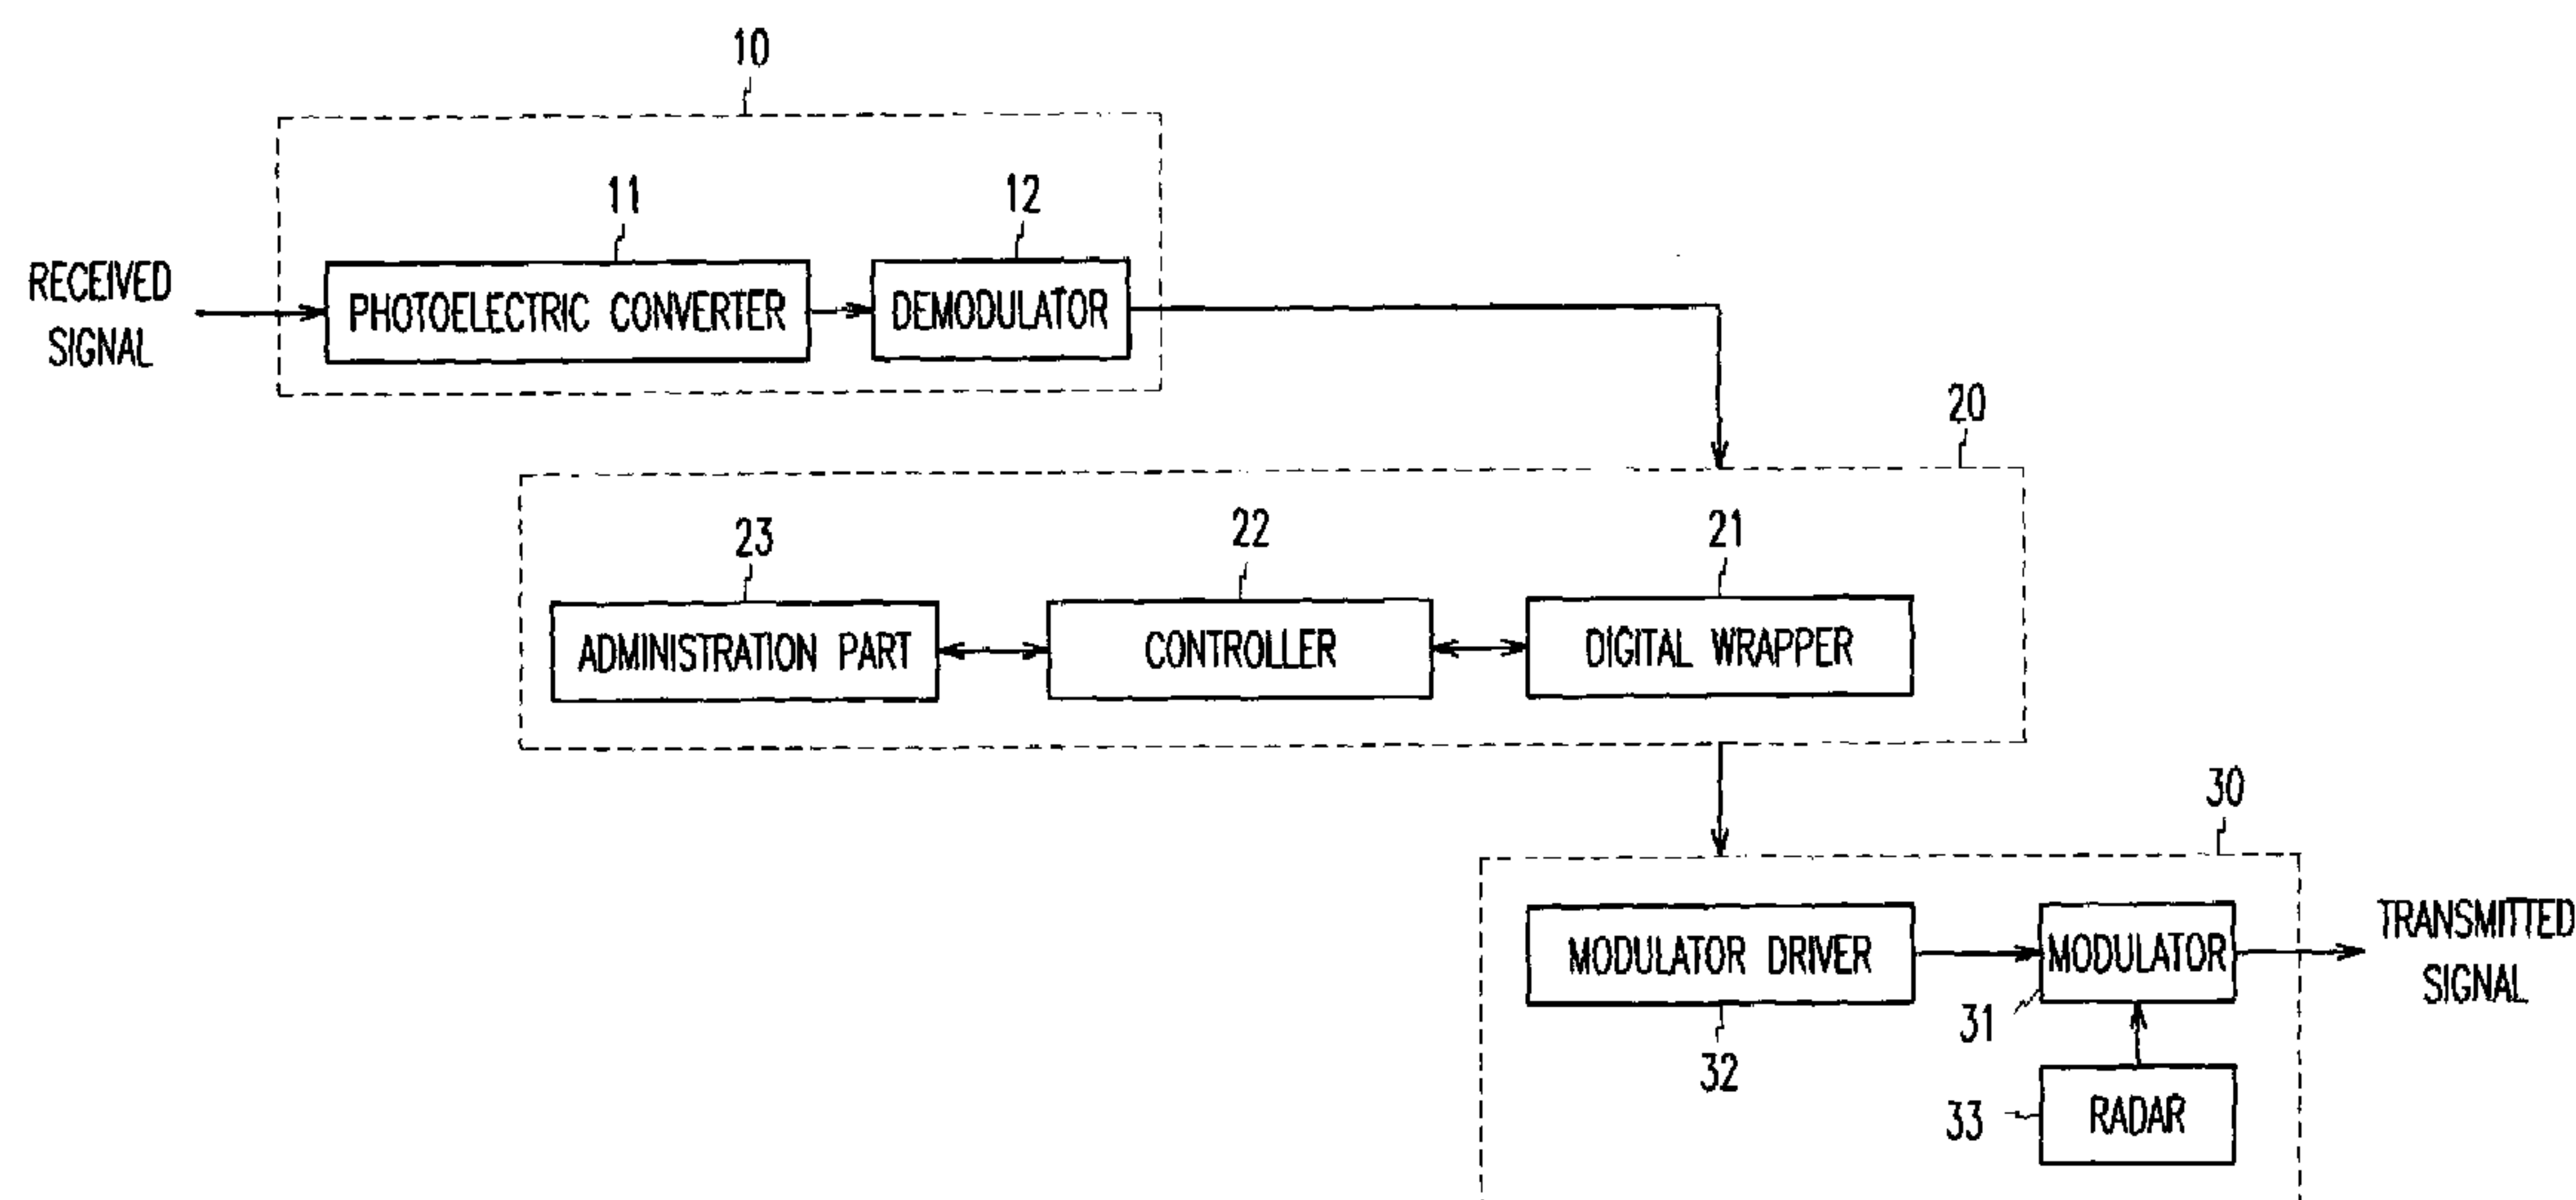 10
11
12
RECEIVED
SIGNAL
PHOTOELECTRIC CONVERTER
DEMODULATOR
20
23
22
21
ADMINISTRATION PART
CONTROLLER
DIGITAL WRAPPER
30
MODULATOR DRIVER
MODULATOR
TRANSMITTED
SIGNAL
31
32
33
RADAR